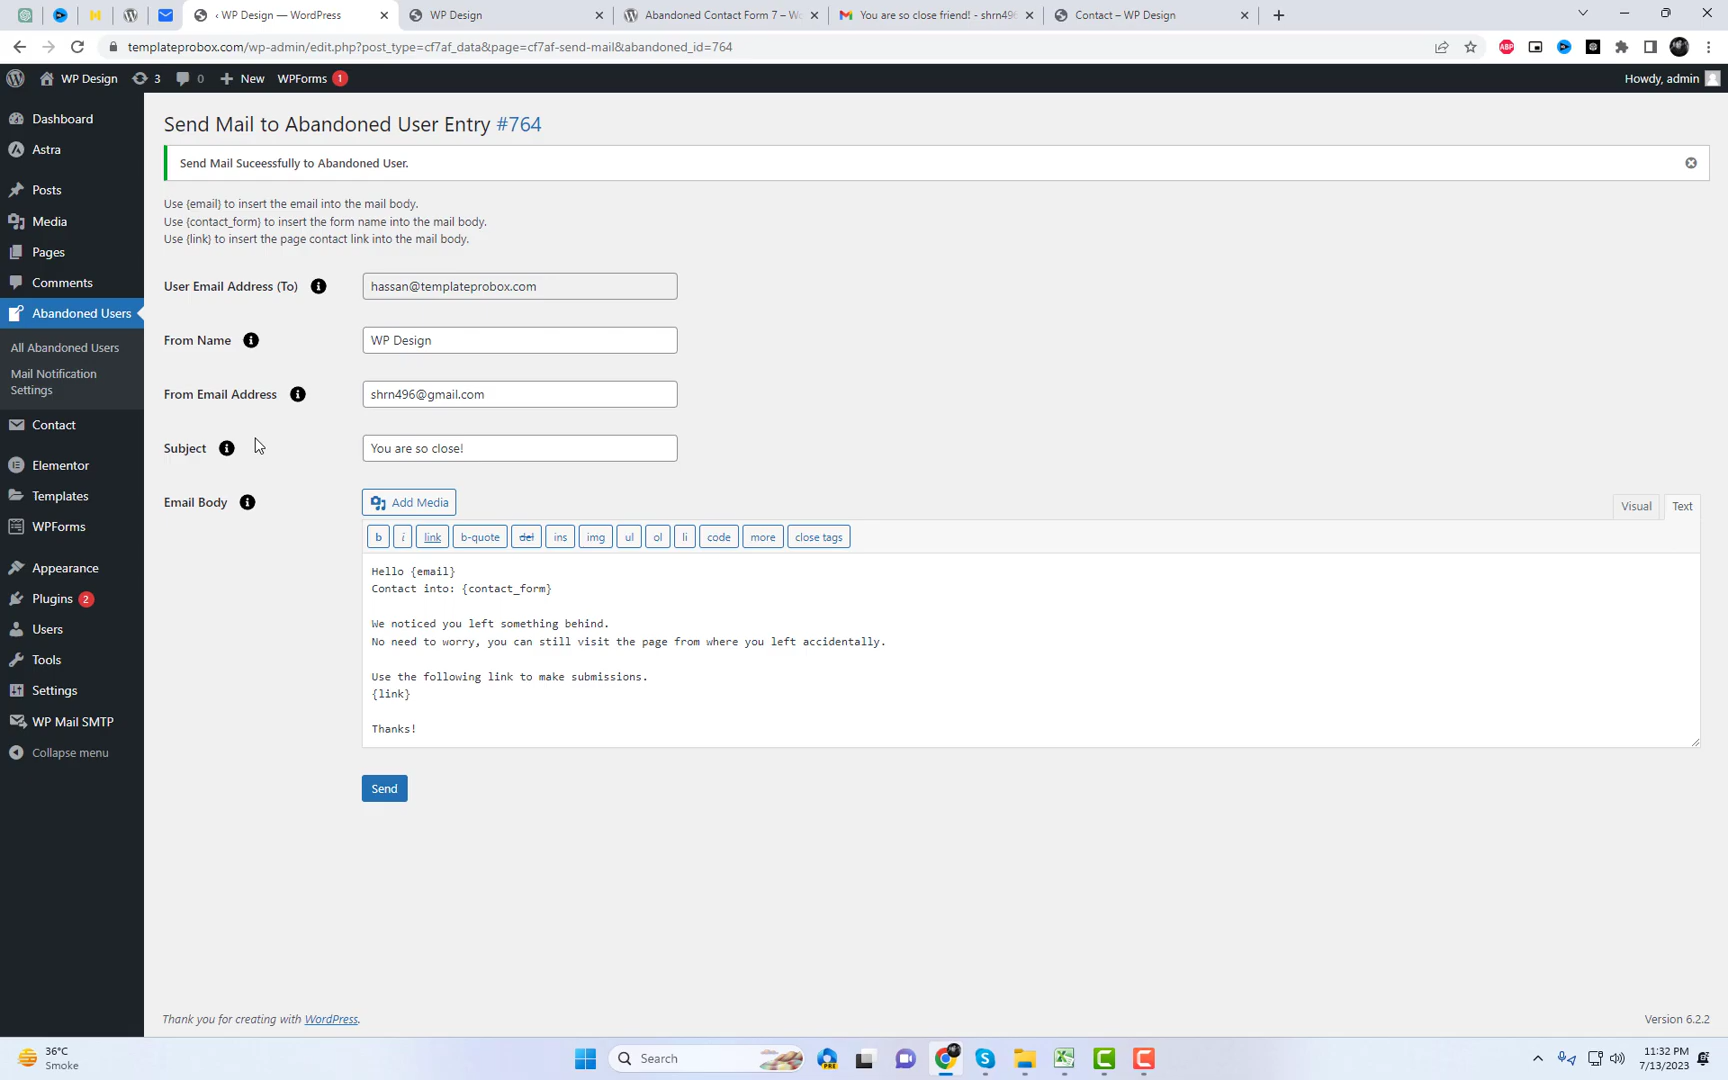 ‹ WP Design — WordPress
WP Design
Abandoned Contact Form 7 – Wo
You are so close friend! - shrn496
Contact – WP Design
templateprobox.com/wp-admin/edit.php?post_type=cf7af_data&page=cf7af-send-mail&abandoned_id=764
ABP
WP Design
3
0
New
WPForms 1
Howdy, admin
Dashboard
Astra
Posts
Media
Pages
Comments
Abandoned Users
All Abandoned Users
Mail Notification
Settings
Contact
Elementor
Templates
WPForms
Appearance
Plugins 2
Users
Tools
Settings
WP Mail SMTP
Collapse menu
Send Mail to Abandoned User Entry #764
Send Mail Suceessfully to Abandoned User.
Use {email} to insert the email into the mail body.
Use {contact_form} to insert the form name into the mail body.
Use {link} to insert the page contact link into the mail body.
User Email Address (To)
hassan@templateprobox.com
From Name
WP Design
From Email Address
shrn496@gmail.com
Subject
You are so close!
Email Body
Add Media
Visual
Text
b
i
link
b-quote
del
ins
img
ul
ol
li
code
more
close tags
Hello {email}
Contact into: {contact_form}
We noticed you left something behind.
No need to worry, you can still visit the page from where you left accidentally.
Use the following link to make submissions.
{link}
Thanks!
Send
Thank you for creating with WordPress.
Version 6.2.2
36°C
Smoke
Search
PRE
11:32 PM
7/13/2023